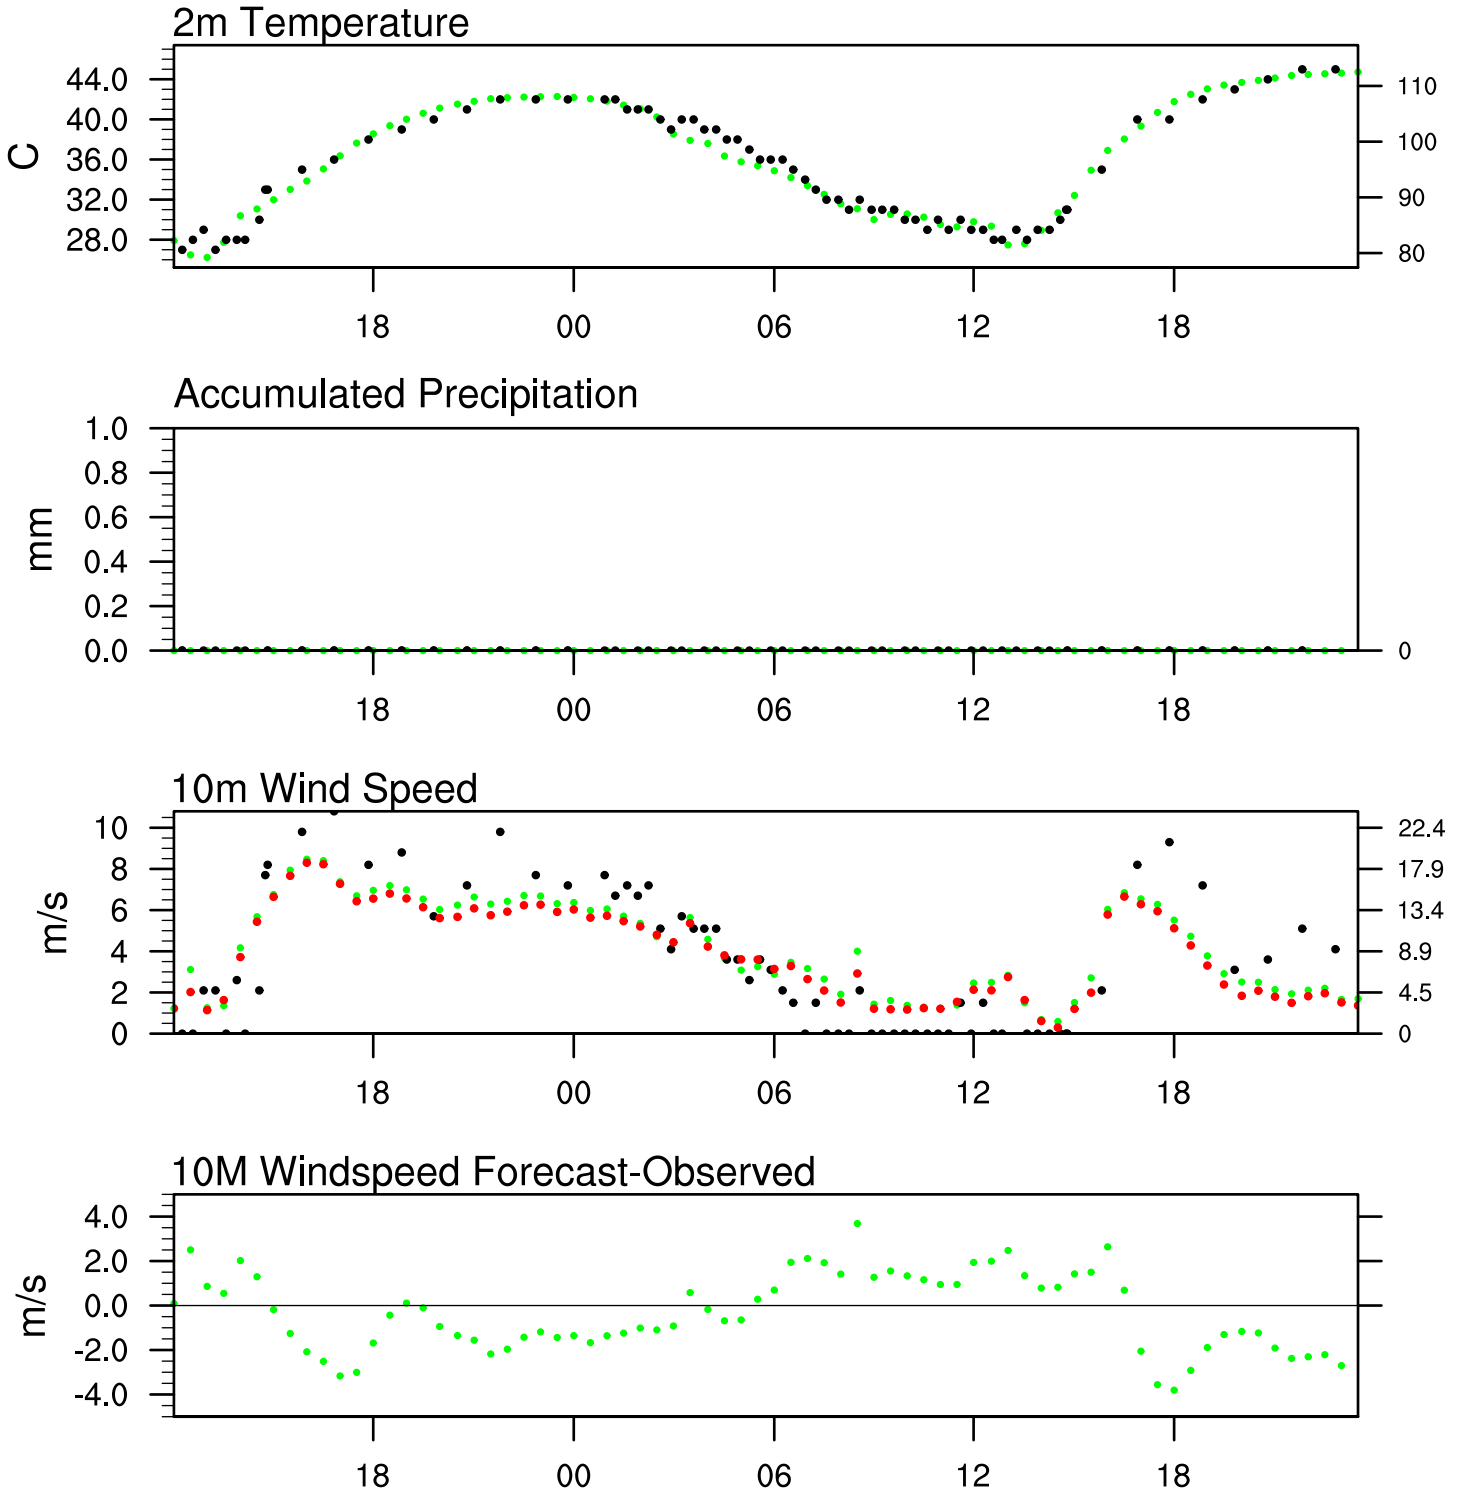 2m Temperature
44.0
40.0
36.0
32.0
28.0
C
110
100
90
80
18 00 06 12 18
Accumulated Precipitation
1.0
0.8
0.6
0.4
0.2
0.0
mm
0
18 00 06 12 18
10m Wind Speed
10
8
6
4
2
0
m/s
22.4
17.9
13.4
8.9
4.5
0
18 00 06 12 18
10M Windspeed Forecast-Observed
4.0
2.0
0.0
-2.0
-4.0
m/s
18 00 06 12 18